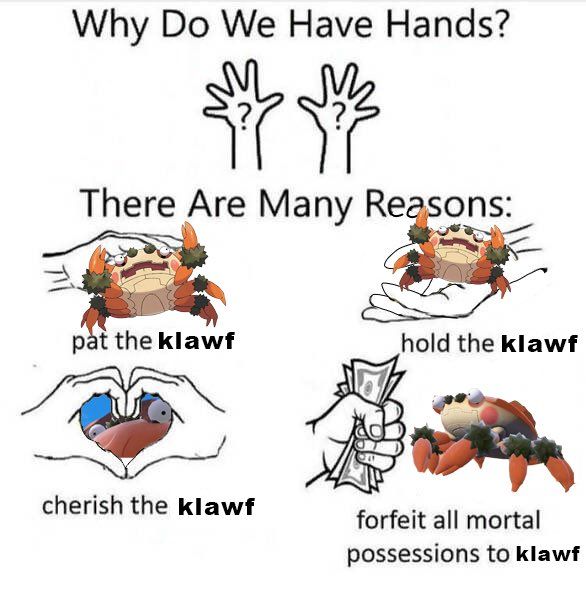 Why Do We Have Hands?
? ?
There Are Many Reasons:
pat the klawf
hold the klawf
cherish the klawf
forfeit all mortal
possessions to klawf